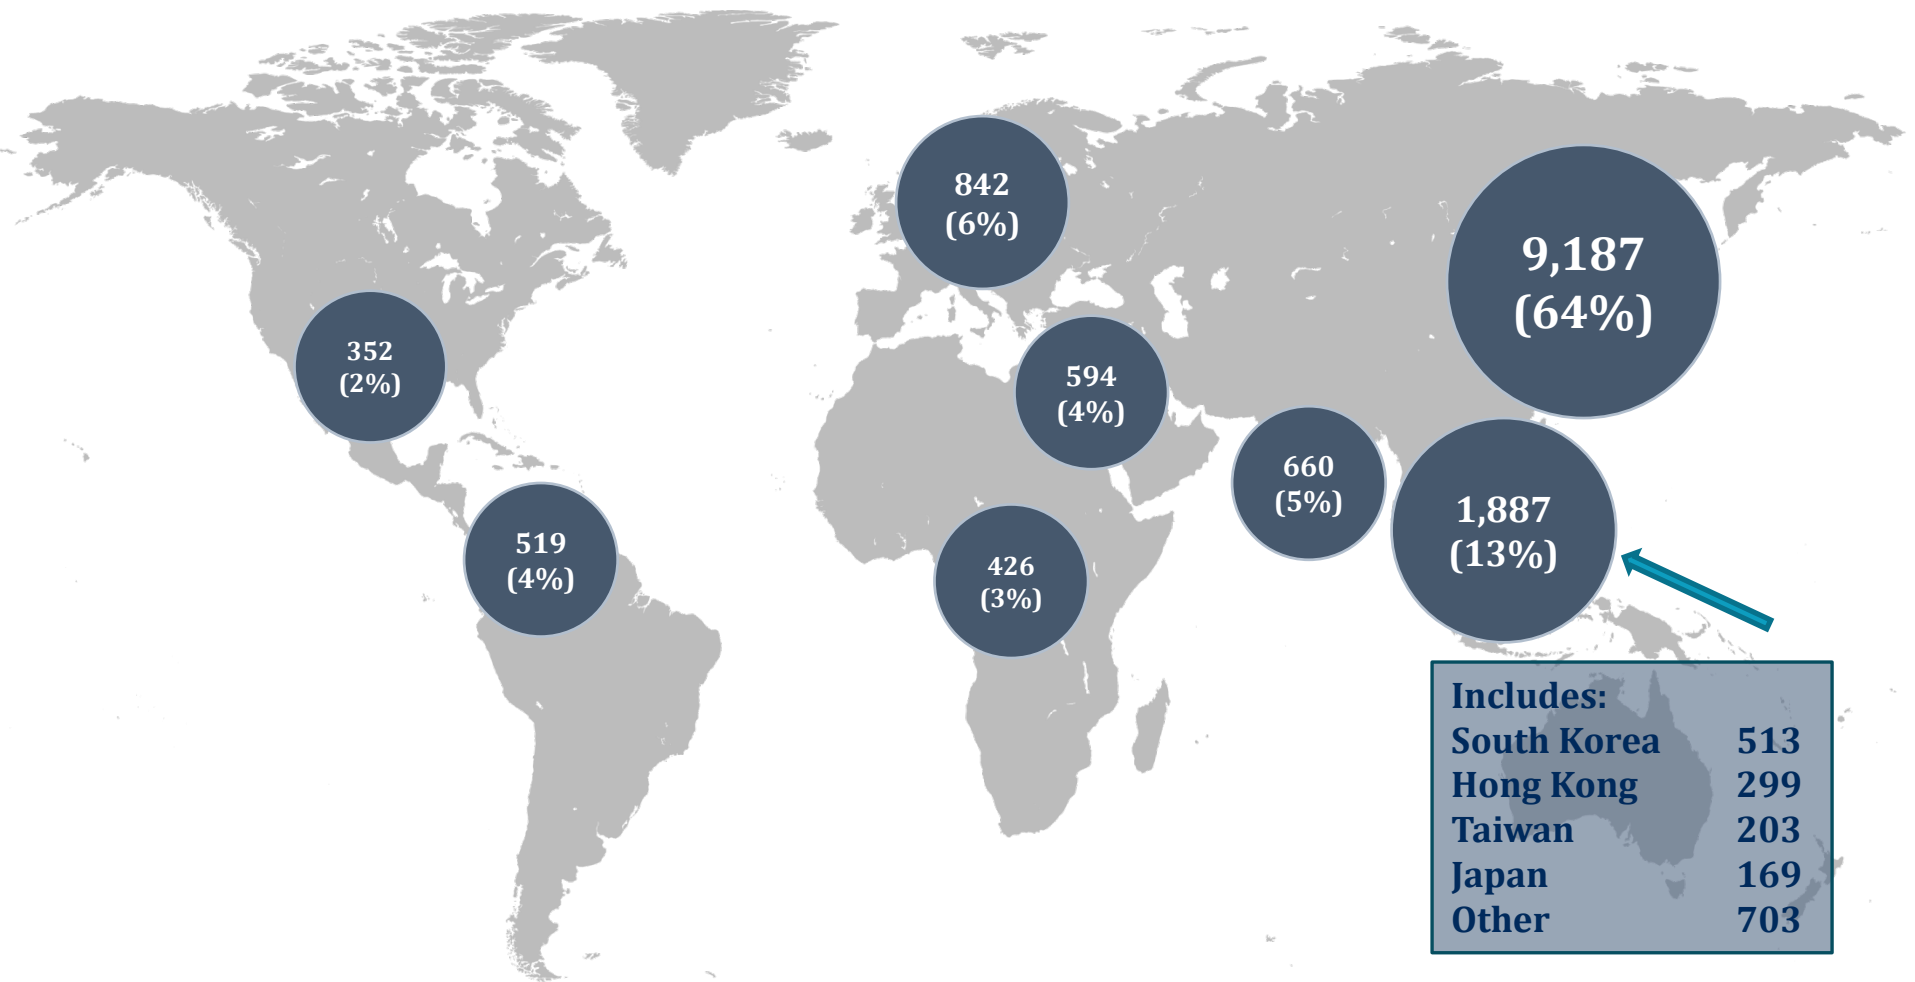 842
(6%)
9,187
(64%)
352
(2%)
594
(4%)
660
(5%)
1,887
(13%)
519
(4%)
426
(3%)
Includes:
South Korea 513
Hong Kong 299
Taiwan 203
Japan 169
Other 703